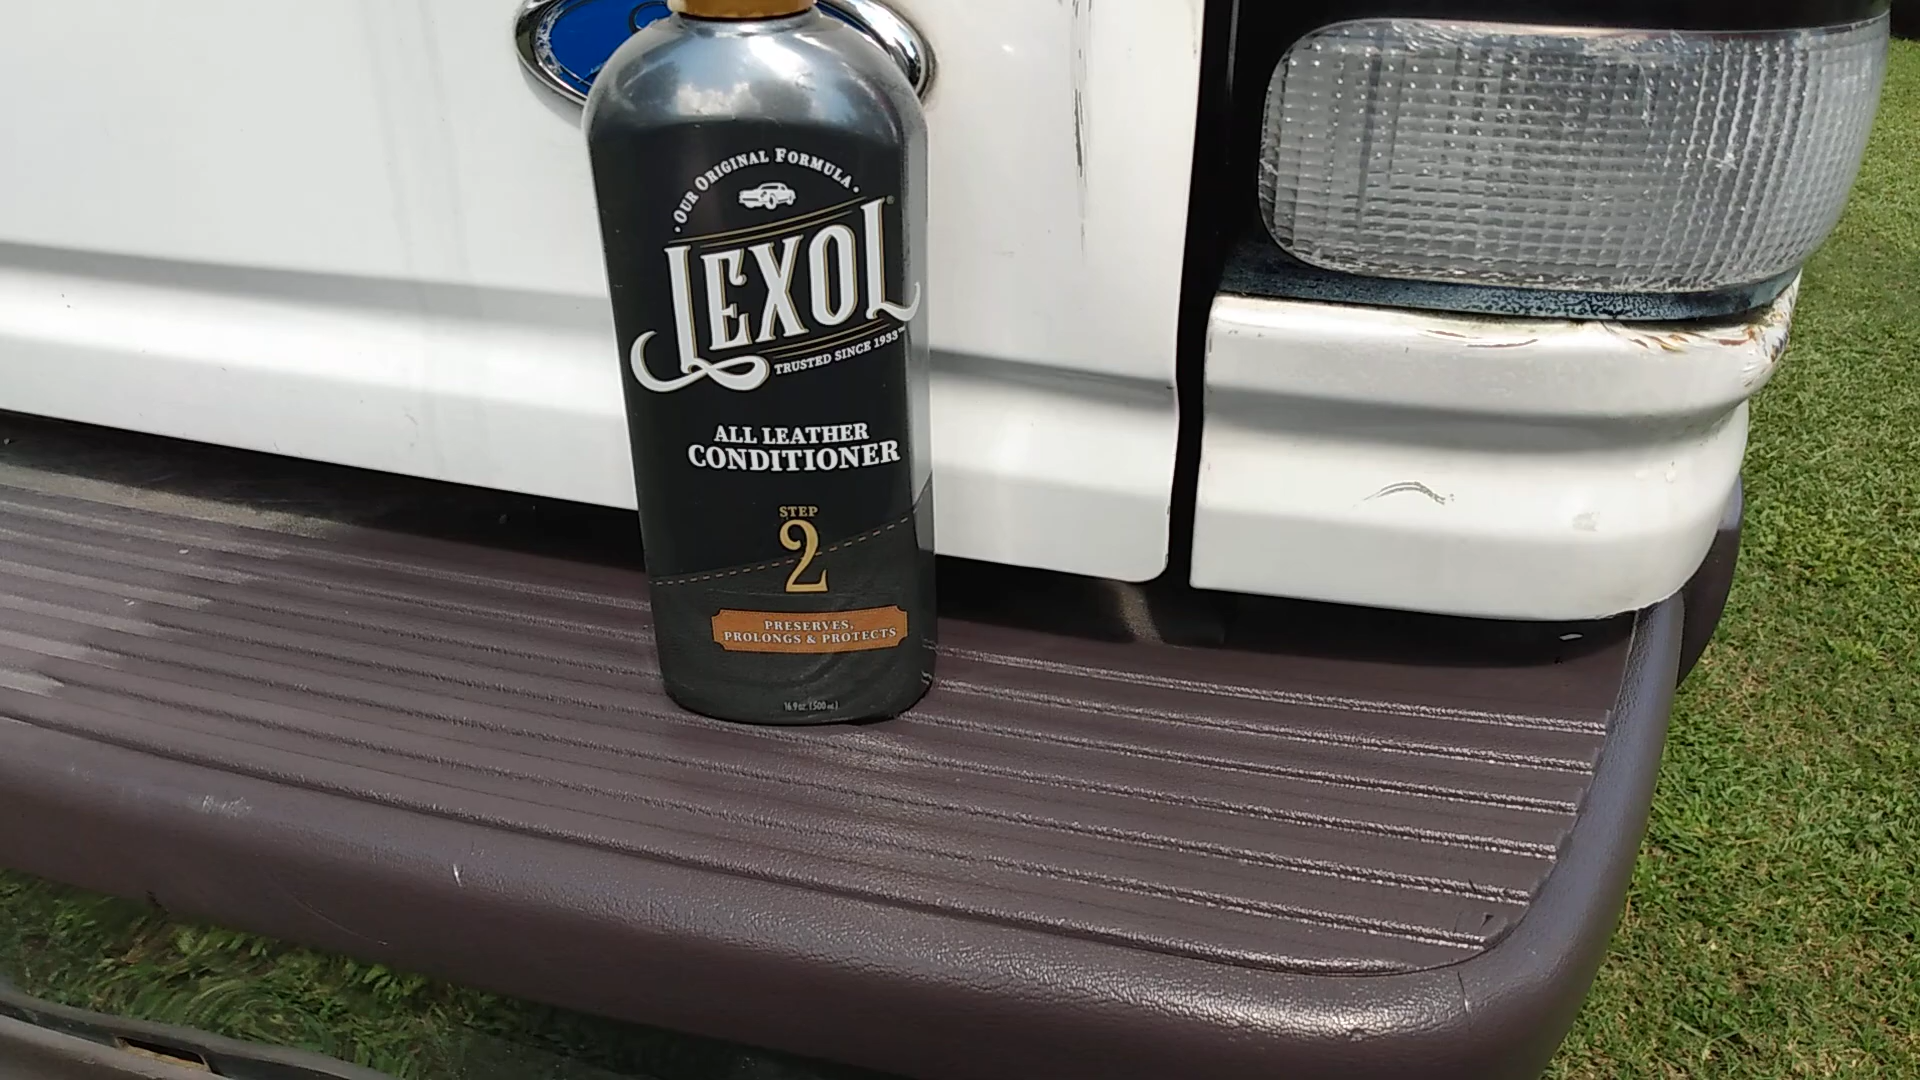 OUR ORIGINAL FORMULA
LEXOL
TRUSTED SINCE 1933™
ALL LEATHER
CONDITIONER
STEP
2
PRESERVES,
PROLONGS & PROTECTS
16.9 oz. (500 ml)